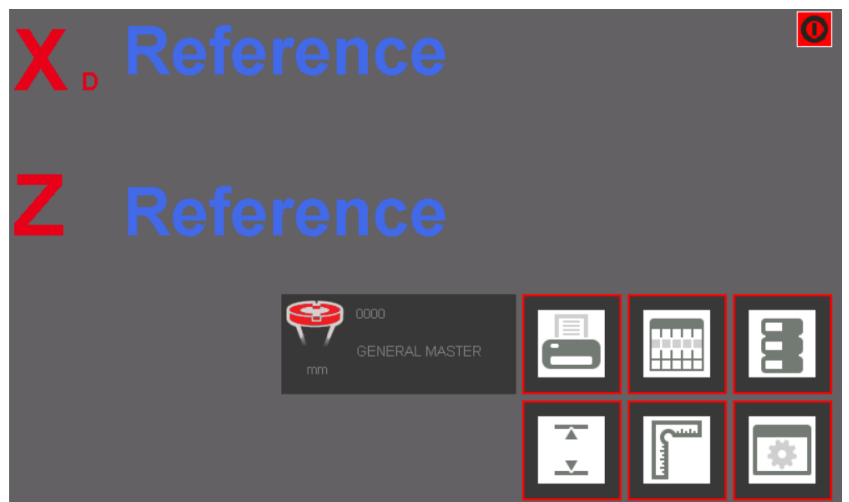 X D Reference
Z Reference
0000
GENERAL MASTER
mm